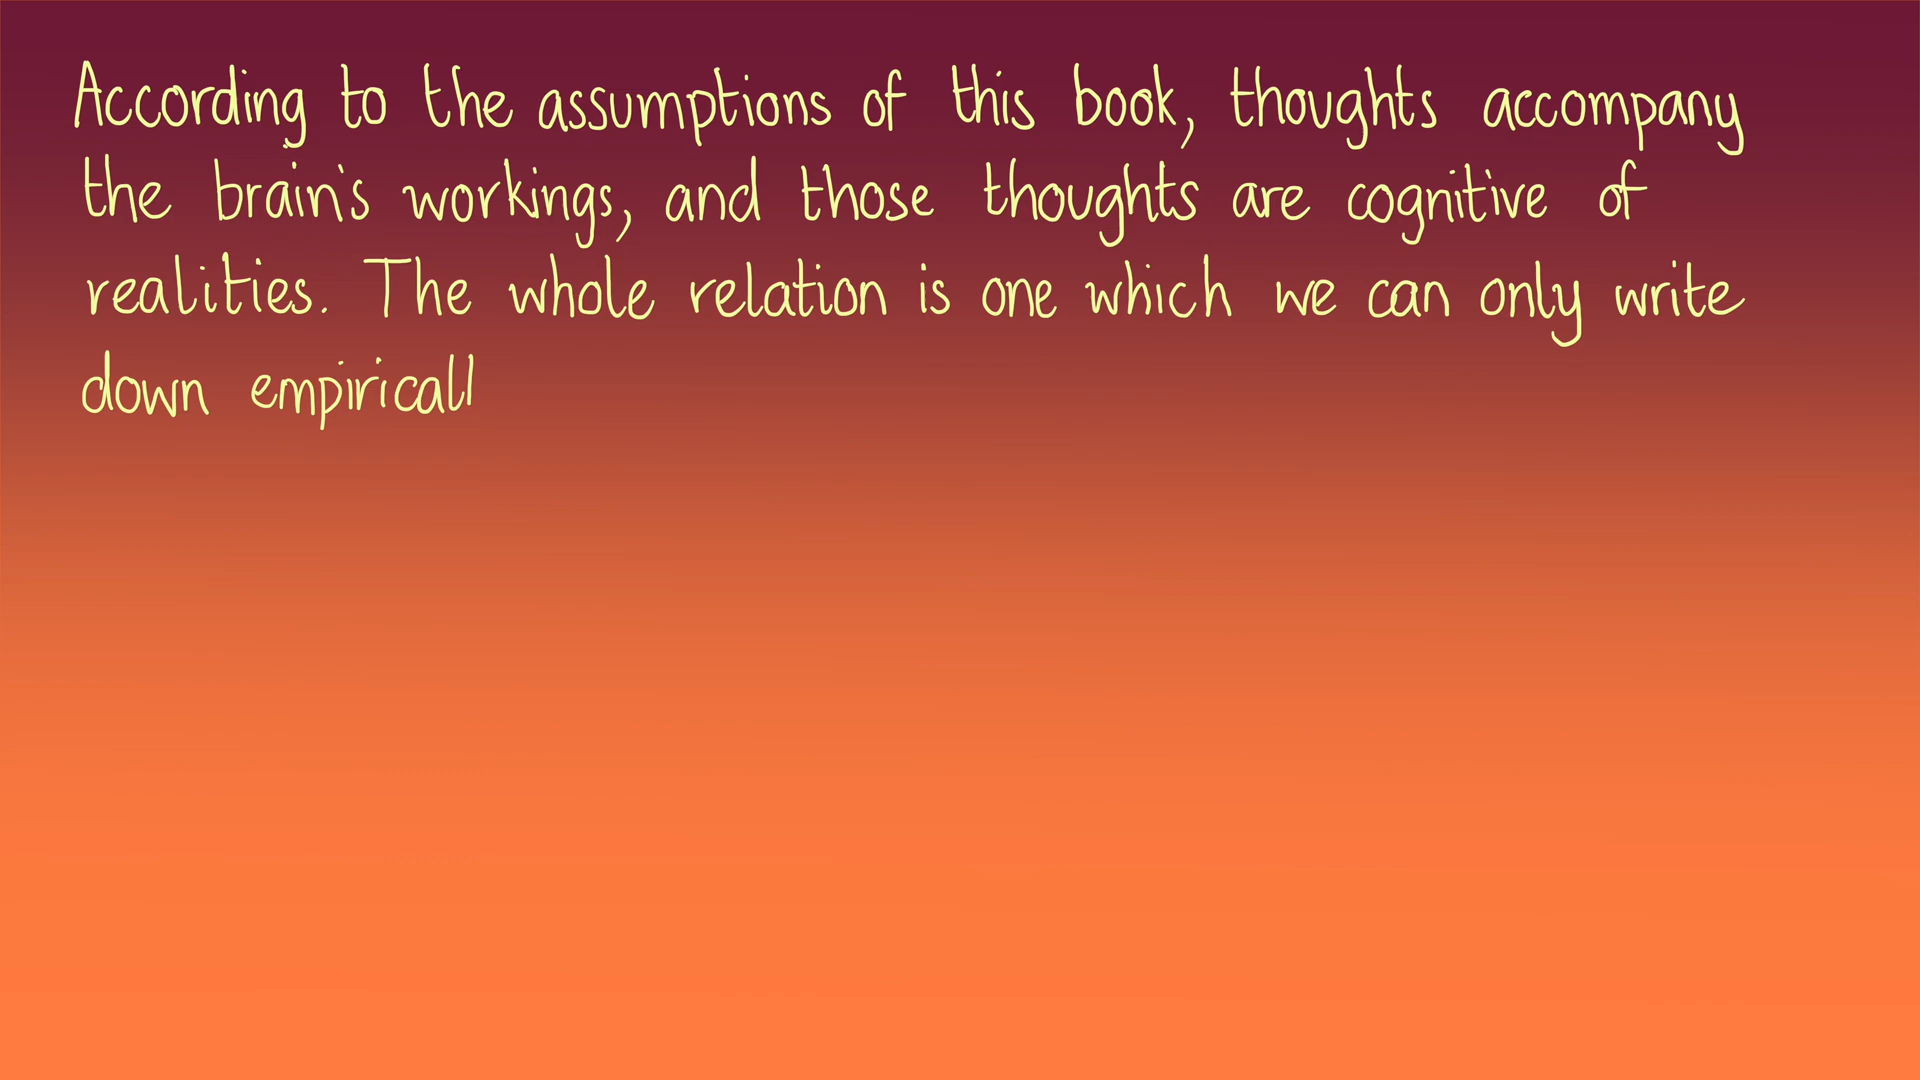 According to the assumptions of this book, thoughts accompany
the brain's workings, and those thoughts are cognitive of
realities. The whole relation is one which we can only write
down empiricall